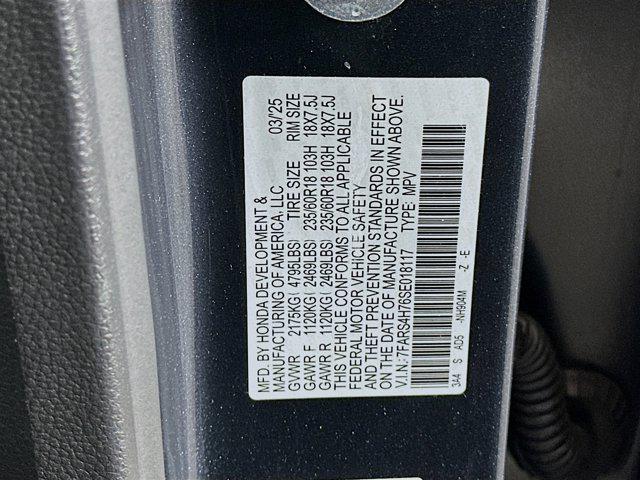 MFD. BY HONDA DEVELOPMENT &
MANUFACTURING OF AMERICA, LLC 03/'25
GVWR 2175KG( 4795LBS) TIRE SIZE RIM SIZE
GAWR F 1120KG( 2469LBS) 235/60R18 103H 18X7.5J
GAWR R 1120KG( 2469LBS) 235/60R18 103H 18X7.5J
THIS VEHICLE CONFORMS TO ALL APPLICABLE
FEDERAL MOTOR VEHICLE SAFETY
AND THEFT PREVENTION STANDARDS IN EFFECT
ON THE DATE OF MANUFACTURE SHOWN ABOVE.
V.I.N.: 7FARS4H76SE018117 TYPE: MPV
3A4 S AD5 -NH904M -Z -E